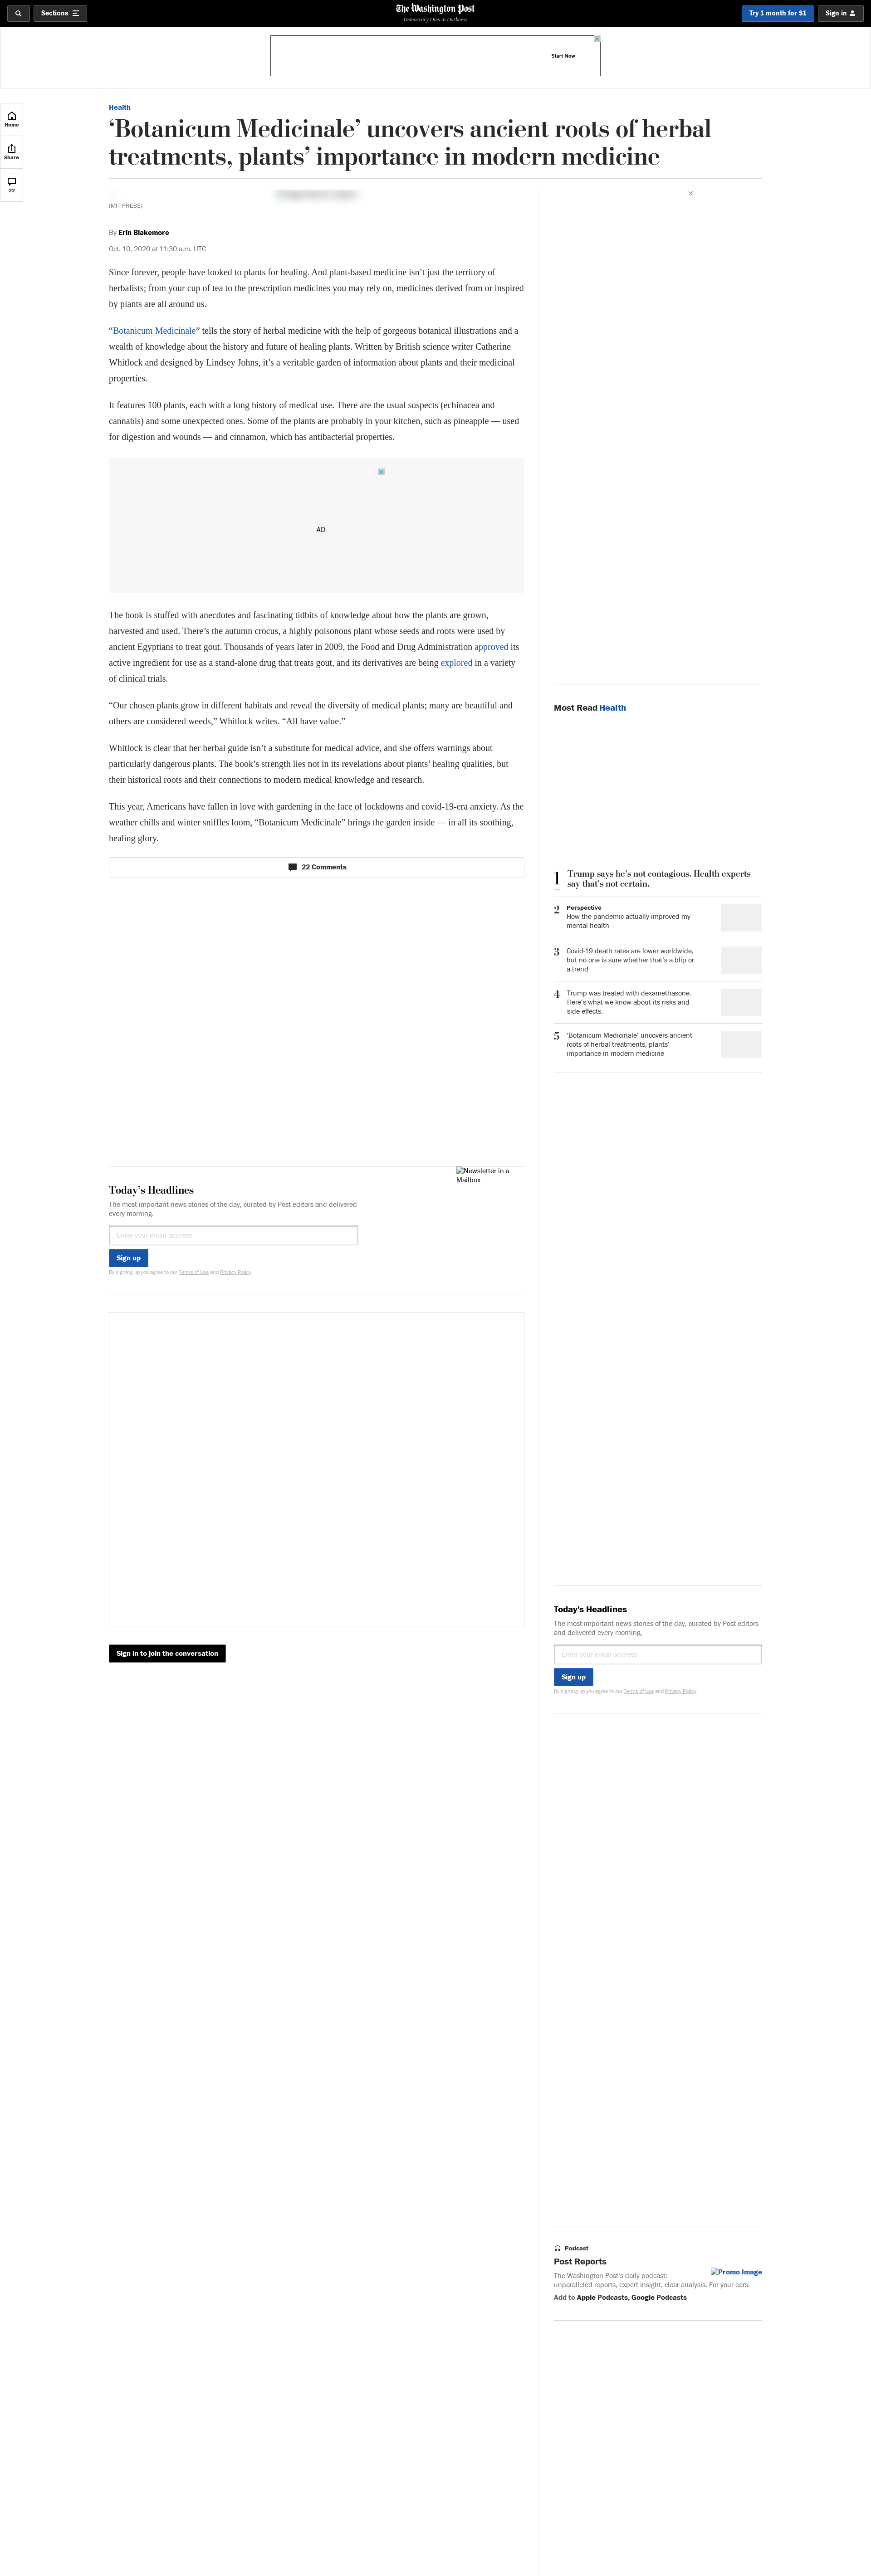 Sections
The Washington Post
Democracy Dies in Darkness
Try 1 month for $1
Sign in
Start Now
Home
Share
22
Health
‘Botanicum Medicinale’ uncovers ancient roots of herbal
treatments, plants’ importance in modern medicine
(MIT PRESS)
By Erin Blakemore
Oct. 10, 2020 at 11:30 a.m. UTC
Since forever, people have looked to plants for healing. And plant-based medicine isn’t just the territory of
herbalists; from your cup of tea to the prescription medicines you may rely on, medicines derived from or inspired
by plants are all around us.
“Botanicum Medicinale” tells the story of herbal medicine with the help of gorgeous botanical illustrations and a
wealth of knowledge about the history and future of healing plants. Written by British science writer Catherine
Whitlock and designed by Lindsey Johns, it’s a veritable garden of information about plants and their medicinal
properties.
It features 100 plants, each with a long history of medical use. There are the usual suspects (echinacea and
cannabis) and some unexpected ones. Some of the plants are probably in your kitchen, such as pineapple — used
for digestion and wounds — and cinnamon, which has antibacterial properties.
AD
The book is stuffed with anecdotes and fascinating tidbits of knowledge about how the plants are grown,
harvested and used. There’s the autumn crocus, a highly poisonous plant whose seeds and roots were used by
ancient Egyptians to treat gout. Thousands of years later in 2009, the Food and Drug Administration approved its
active ingredient for use as a stand-alone drug that treats gout, and its derivatives are being explored in a variety
of clinical trials.
“Our chosen plants grow in different habitats and reveal the diversity of medical plants; many are beautiful and
others are considered weeds,” Whitlock writes. “All have value.”
Whitlock is clear that her herbal guide isn’t a substitute for medical advice, and she offers warnings about
particularly dangerous plants. The book’s strength lies not in its revelations about plants’ healing qualities, but
their historical roots and their connections to modern medical knowledge and research.
This year, Americans have fallen in love with gardening in the face of lockdowns and covid-19-era anxiety. As the
weather chills and winter sniffles loom, “Botanicum Medicinale” brings the garden inside — in all its soothing,
healing glory.
22 Comments
Today’s Headlines
The most important news stories of the day, curated by Post editors and delivered
every morning.
Newsletter in a
Mailbox
Enter your email address
Sign up
By signing up you agree to our Terms of Use and Privacy Policy
Sign in to join the conversation
Most Read Health
1
Trump says he’s not contagious. Health experts
say that’s not certain.
2
Perspective
How the pandemic actually improved my
mental health
3
Covid-19 death rates are lower worldwide,
but no one is sure whether that’s a blip or
a trend
4
Trump was treated with dexamethasone.
Here’s what we know about its risks and
side effects.
5
‘Botanicum Medicinale’ uncovers ancient
roots of herbal treatments, plants’
importance in modern medicine
Today’s Headlines
The most important news stories of the day, curated by Post editors
and delivered every morning.
Enter your email address
Sign up
By signing up you agree to our Terms of Use and Privacy Policy
Podcast
Post Reports
Promo Image
The Washington Post’s daily podcast:
unparalleled reports, expert insight, clear analysis. For your ears.
Add to Apple Podcasts, Google Podcasts